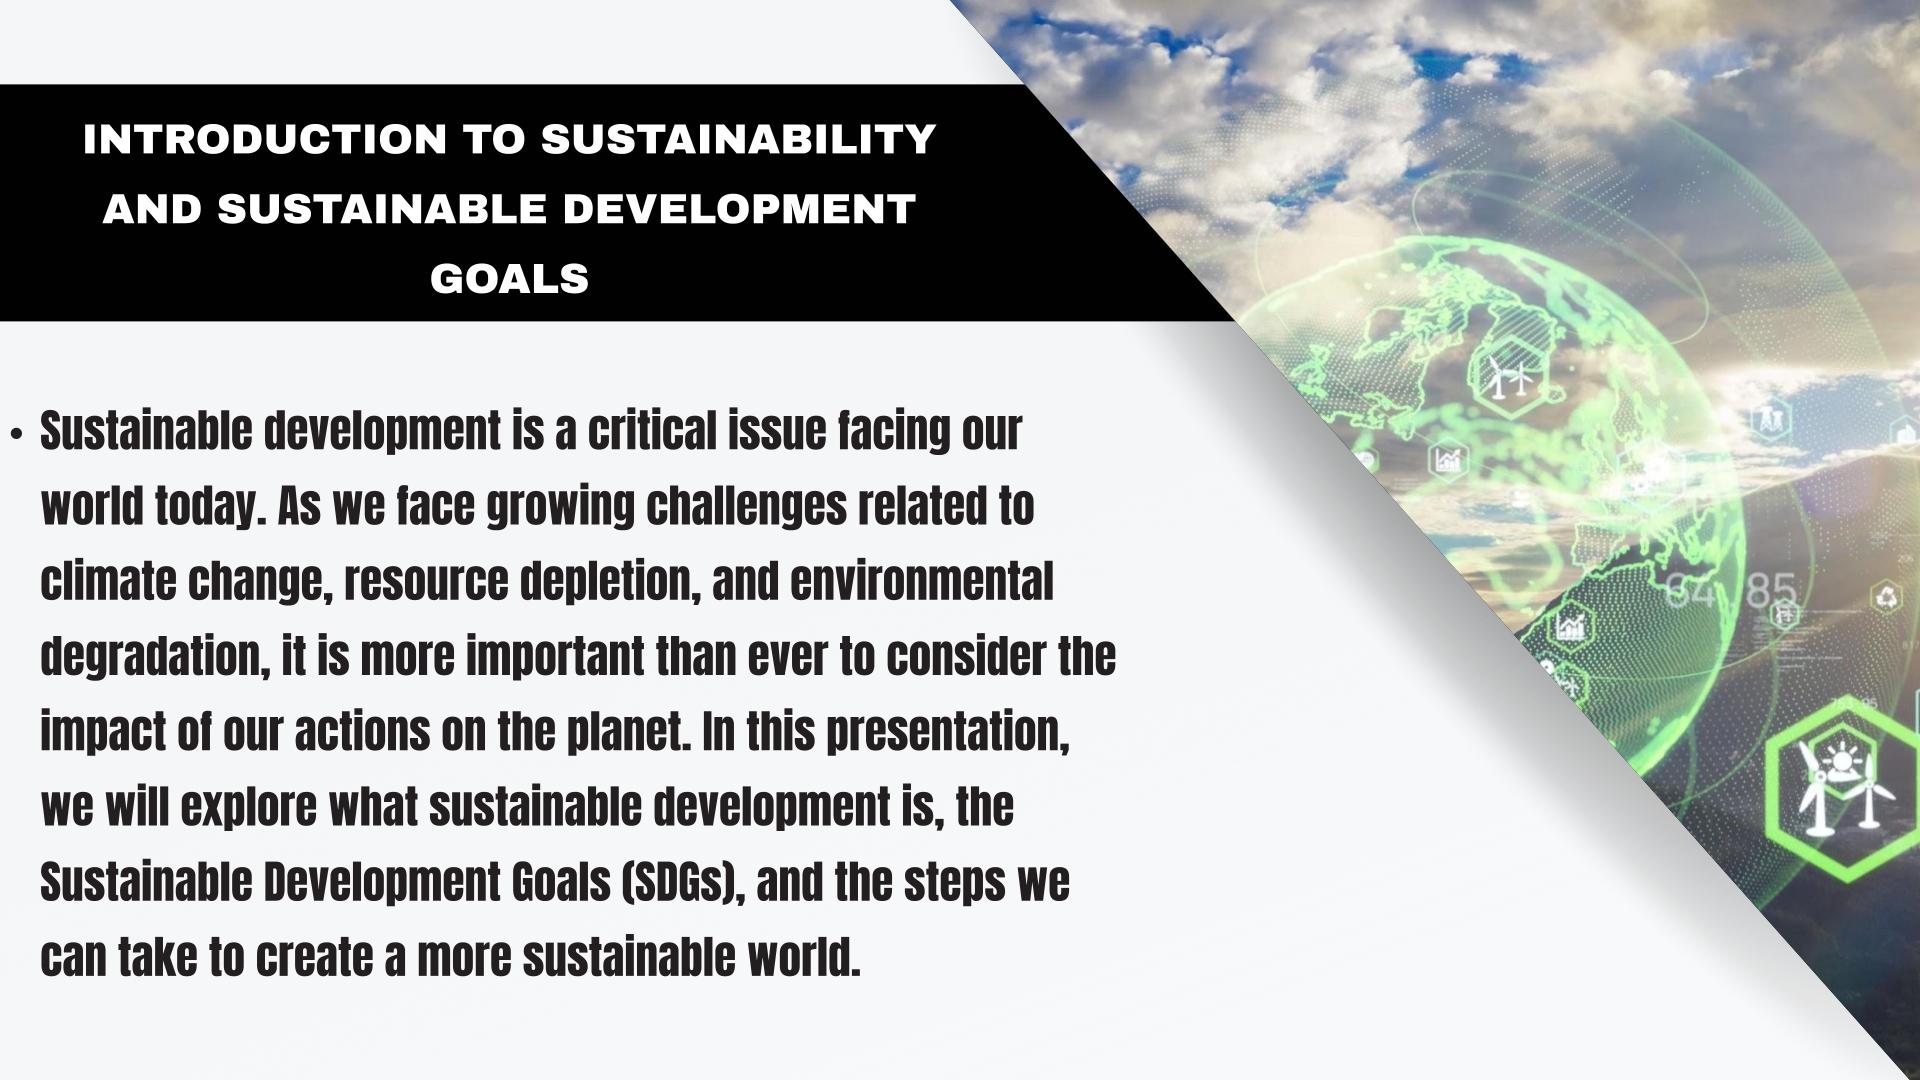 INTRODUCTION TO SUSTAINABILITY
AND SUSTAINABLE DEVELOPMENT
GOALS
• Sustainable development is a critical issue facing our
world today. As we face growing challenges related to
climate change, resource depletion, and environmental
degradation, it is more important than ever to consider the
impact of our actions on the planet. In this presentation,
we will explore what sustainable development is, the
Sustainable Development Goals (SDGs), and the steps we
can take to create a more sustainable world.
85